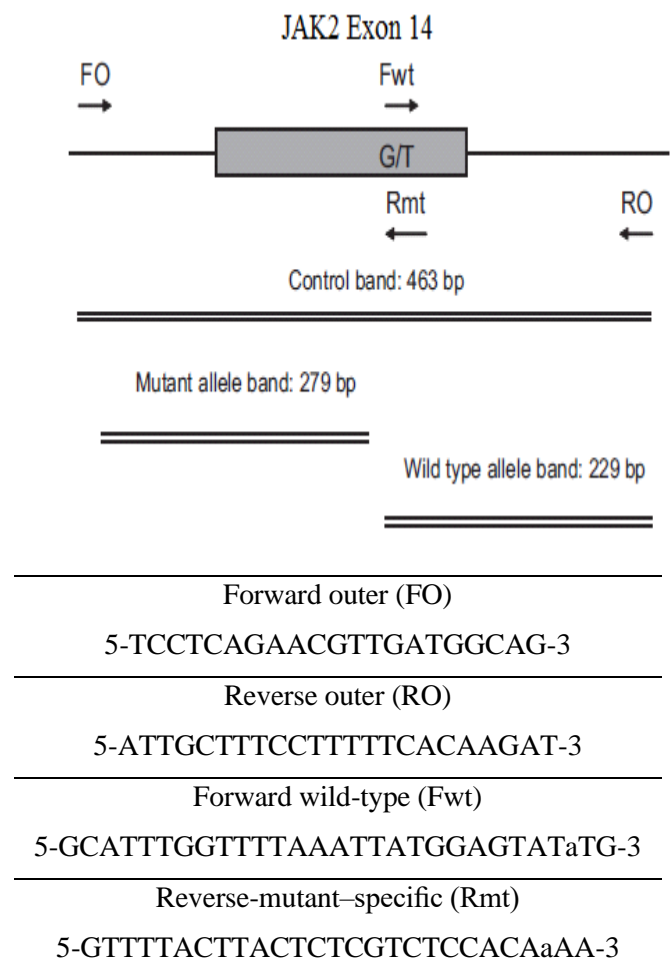 JAK2 Exon 14
FO Fwt
G/T
Rmt RO
Control band: 463 bp
Mutant allele band: 279 bp
Wild type allele band: 229 bp
Forward outer (FO)
5-TCCTCAGAACGTTGATGGCAG-3
Reverse outer (RO)
5-ATTGCTTTCCTTTTTCACAAGAT-3
Forward wild-type (Fwt)
5-GCATTTGGTTTTAAATTATGGAGTATaTG-3
Reverse-mutant–specific (Rmt)
5-GTTTTACTTACTCTCGTCTCCACAaAA-3